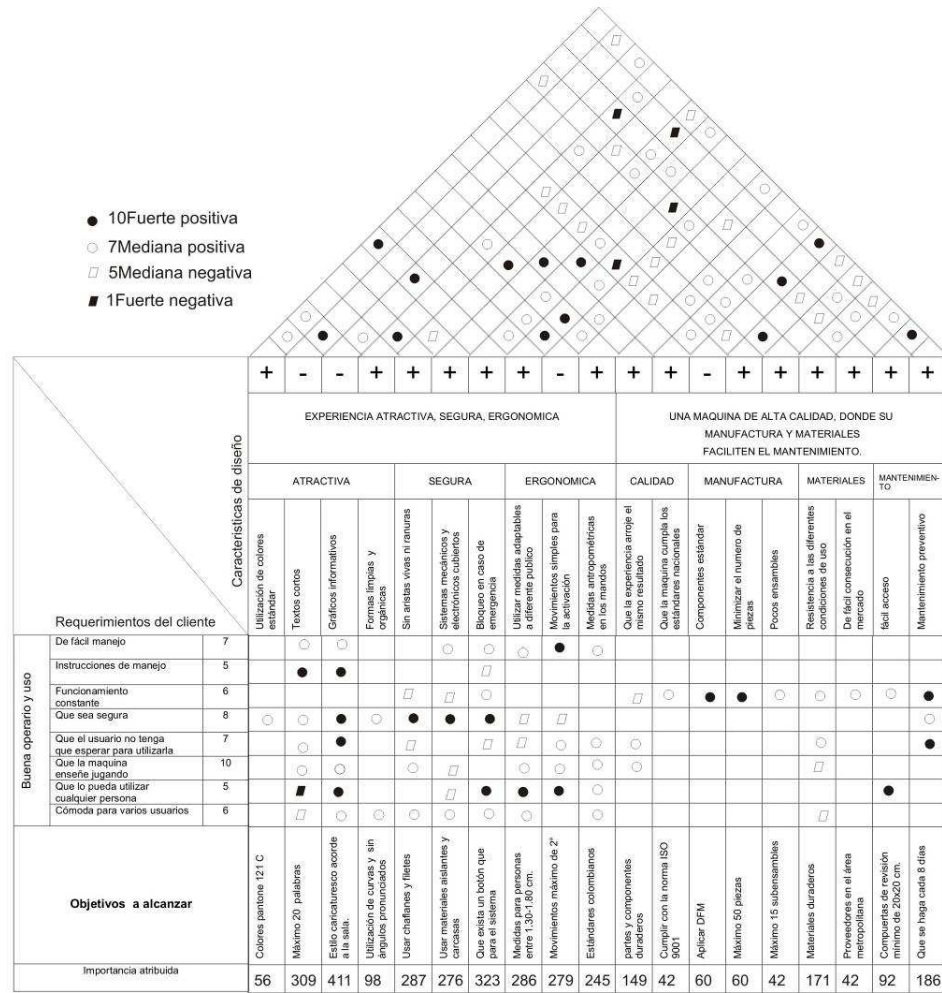 10Fuerte positiva
7Mediana positiva
5Mediana negativa
1Fuerte negativa
+ - - + + + + + - + + + - + + + + + +
Características de diseño
EXPERIENCIA ATRACTIVA, SEGURA, ERGONOMICA
UNA MAQUINA DE ALTA CALIDAD, DONDE SU
MANUFACTURA Y MATERIALES
FACILITEN EL MANTENIMIENTO.
ATRACTIVA
SEGURA
ERGONOMICA
CALIDAD
MANUFACTURA
MATERIALES
MANTENIMIEN-
TO
Utilización de colores
estándar
Textos cortos
Gráficos informativos
Formas limpias y
orgánicas
Sin aristas vivas ni ranuras
Sistemas mecánicos y
electrónicos cubiertos
Bloqueo en caso de
emergencia
Utilizar medidas adaptables
a diferente publico
Movimientos simples para
la activación
Medidas antropométricas
en los mandos
Que la experiencia arroje el
mismo resultado
Que la maquina cumpla los
estándares nacionales
Componentes estándar
Minimizar el numero de
piezas
Pocos ensambles
Resistencia a las diferentes
condiciones de uso
De fácil consecución en el
mercado
fácil acceso
Mantenimiento preventivo
Requerimientos del cliente
Buena operario y uso
De fácil manejo 7
Instrucciones de manejo 5
Funcionamiento
constante 6
Que sea segura 8
Que el usuario no tenga
que esperar para utilizarla 7
Que la maquina
enseñe jugando 10
Que lo pueda utilizar
cualquier persona 5
Cómoda para varios usuarios 6
Objetivos a alcanzar
Colores pantone 121 C
Máximo 20 palabras
Estilo caricaturesco acorde
a la sala.
Utilización de curvas y sin
ángulos pronunciados
Usar chaflanes y filetes
Usar materiales aislantes y
carcasas
Que exista un botón que
para el sistema
Medidas para personas
entre 1.30-1.80 cm.
Movimientos máximo de 2°
Estándares colombianos
partes y componentes
duraderos
Cumplir con la norma ISO
9001
Aplicar DFM
Máximo 50 piezas
Máximo 15 subensambles
Materiales duraderos
Proveedores en el área
metropolitana
Compuertas de revisión
mínimo de 20x20 cm.
Que se haga cada 8 días
Importancia atribuida
56 309 411 98 287 276 323 286 279 245 149 42 60 60 42 171 42 92 186